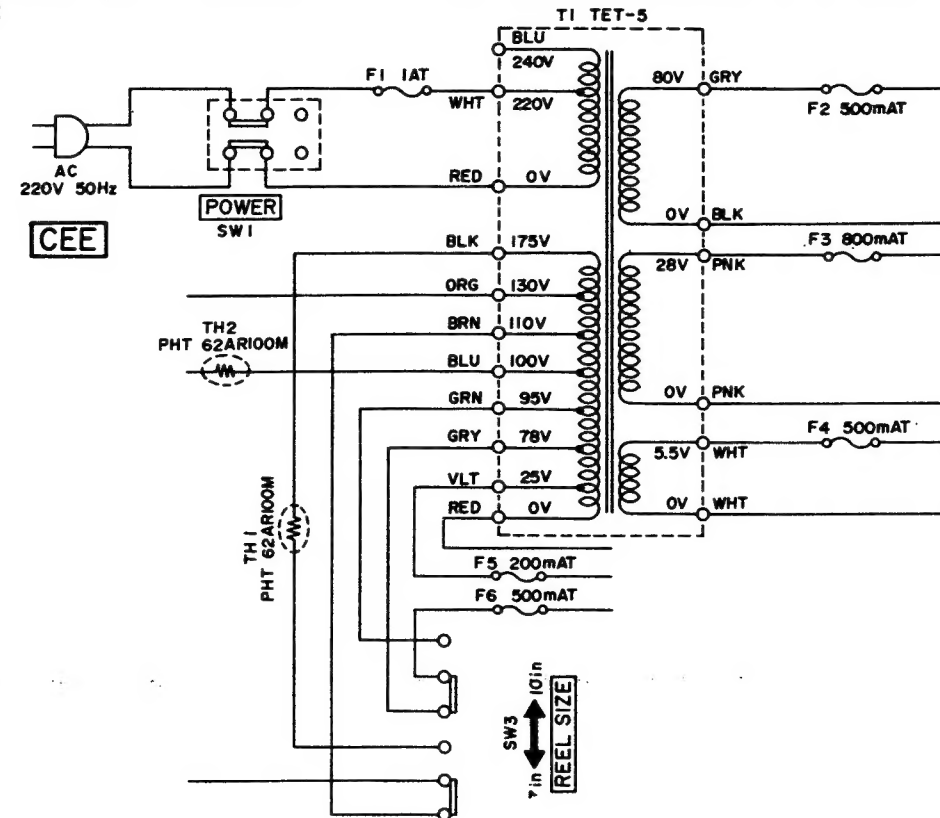 T1 TET-5
BLU
240V
F1 1AT
WHT
220V
80V
GRY
F2 500mAT
AC
220V 50Hz
RED
0V
POWER
SW1
CEE
0V
BLK
BLK
175V
F3 800mAT
28V
PNK
ORG
130V
BRN
110V
TH2
PHT 62AR100M
BLU
100V
GRN
95V
0V
PNK
GRY
78V
F4 500mAT
5.5V
WHT
VLT
25V
RED
0V
0V
WHT
TH1
PHT 62AR100M
F5 200mAT
F6 500mAT
SW3
7in
10in
REEL SIZE